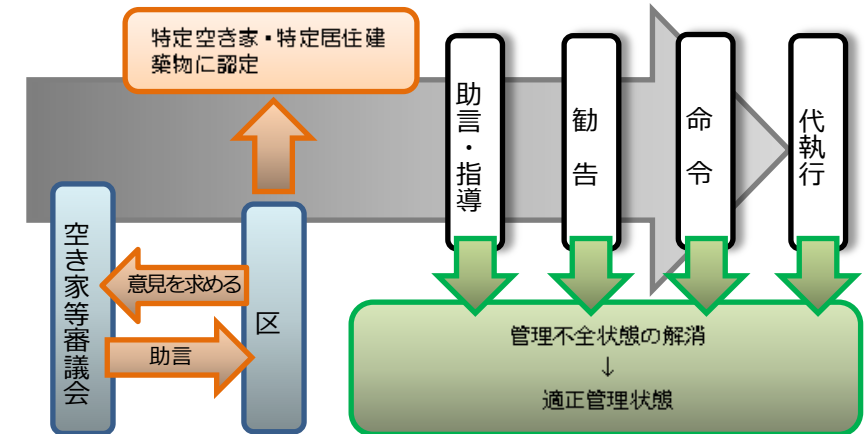 特定空き家・特定居住建
築物に認定
助言・指導
勧告
命令
代執行
空き家等審議会
意見を求める
助言
区
管理不全状態の解消
↓
適正管理状態